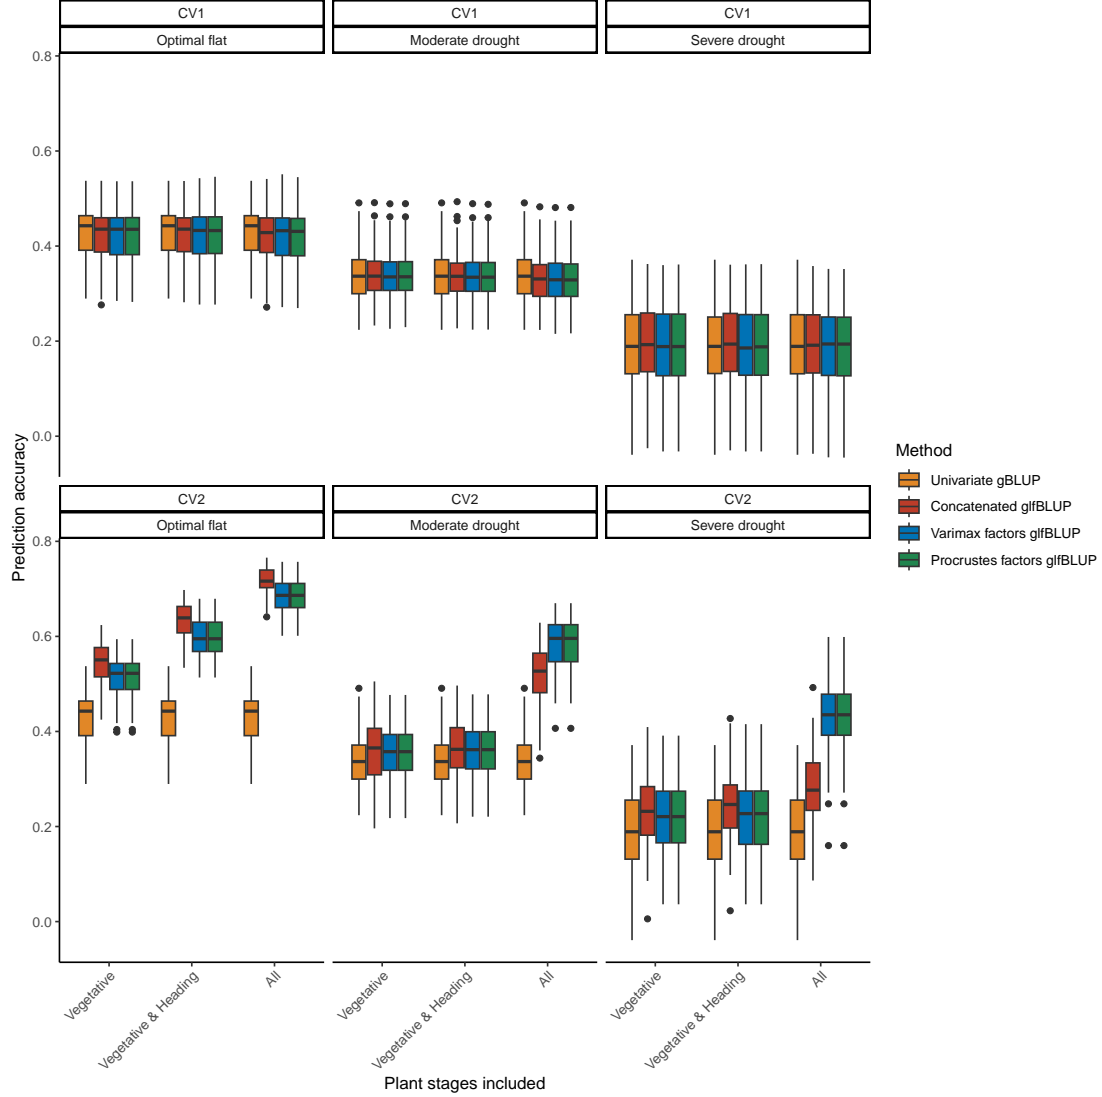 CV1
CV1
CV1
Optimal flat
Moderate drought
Severe drought
0.8
0.6
0.4
0.2
0.0
CV2
CV2
CV2
Optimal flat
Moderate drought
Severe drought
0.8
0.6
0.4
0.2
0.0
Prediction accuracy
Vegetative
Vegetative & Heading
All
Vegetative
Vegetative & Heading
All
Vegetative
Vegetative & Heading
All
Plant stages included
Method
Univariate gBLUP
Concatenated glfBLUP
Varimax factors glfBLUP
Procrustes factors glfBLUP